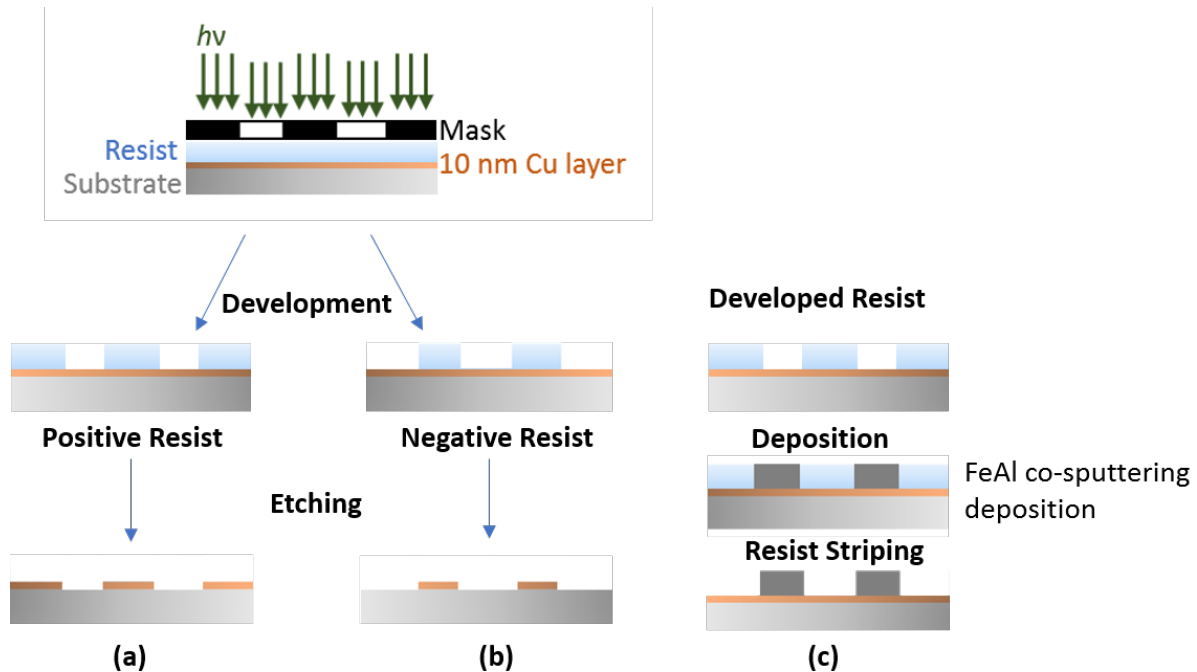 hν
Mask
Resist
10 nm Cu layer
Substrate
Development
Developed Resist
Positive Resist
Negative Resist
Deposition
FeAl co-sputtering
deposition
Etching
Resist Striping
(a)
(b)
(c)